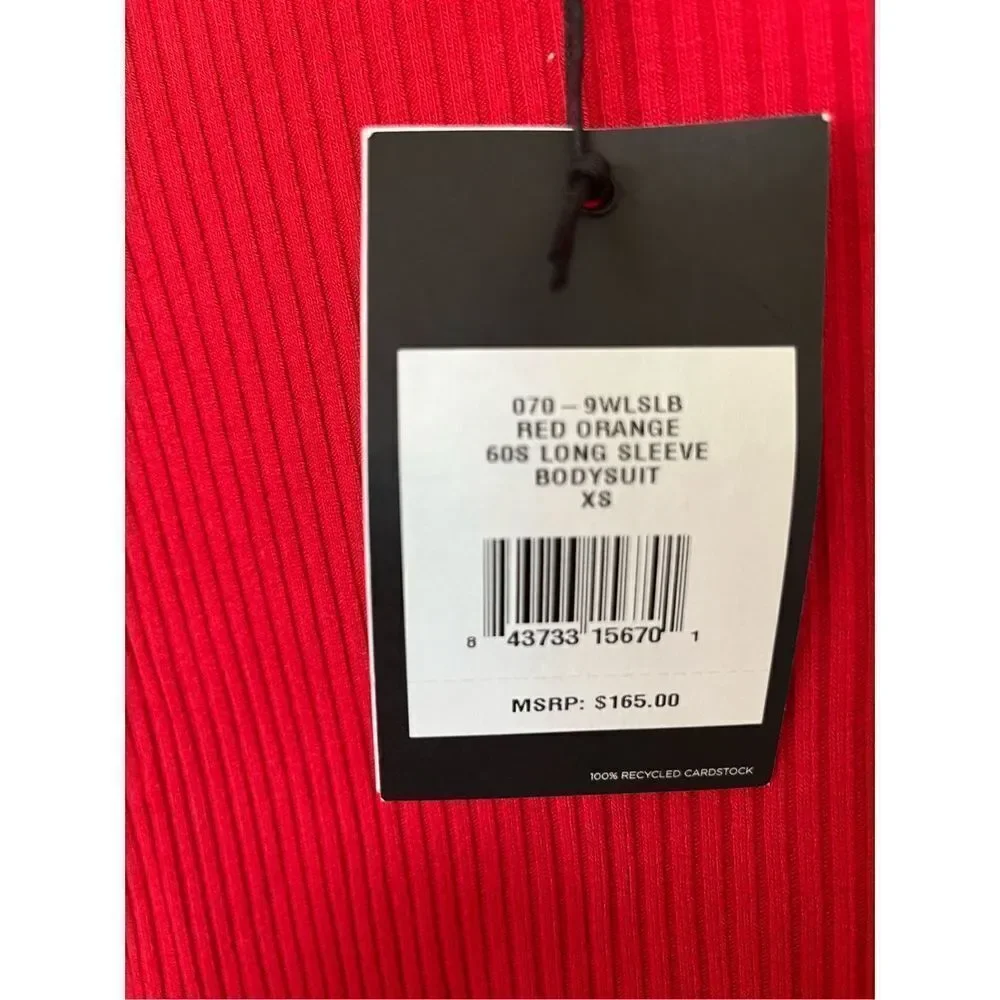 070 – 9WLSLB
RED ORANGE
60S LONG SLEEVE
BODYSUIT
XS
8 43733 15670 1
MSRP: $165.00
100% RECYCLED CARDSTOCK